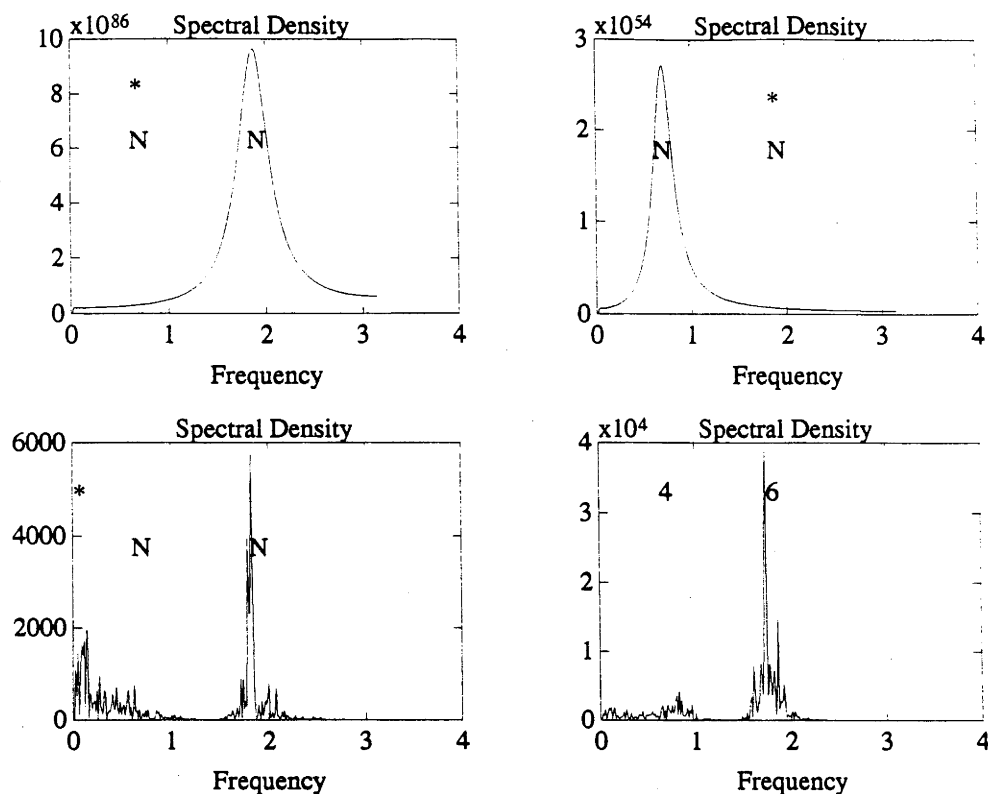 x10^86 Spectral Density
10
8
6
4
2
0
*
N N
0 1 2 3 4
Frequency
x10^54 Spectral Density
3
2
1
0
*
N N
0 1 2 3 4
Frequency
Spectral Density
6000
4000
2000
0
*
N N
0 1 2 3 4
Frequency
x10^4 Spectral Density
4
3
2
1
0
4 6
0 1 2 3 4
Frequency